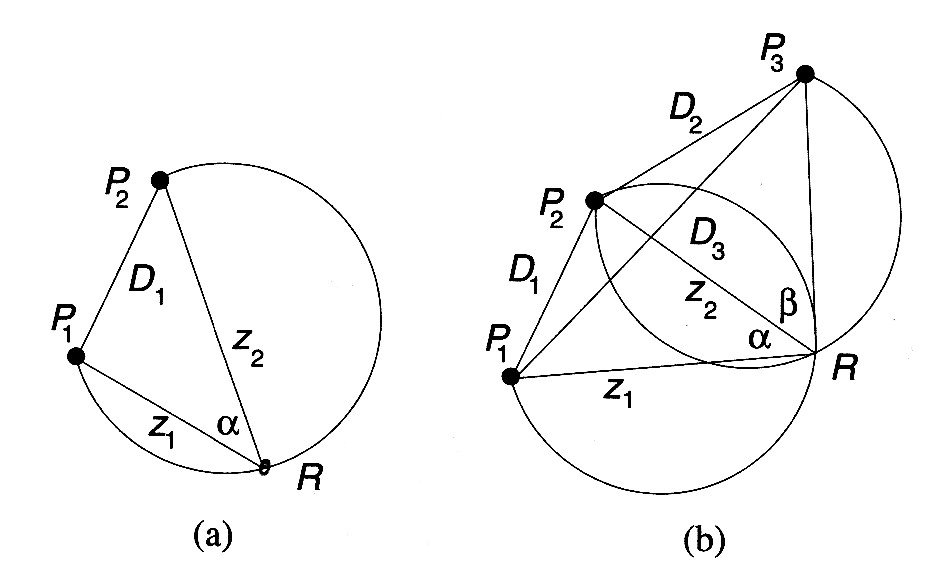 P₂
D₁
P₁
z₂
z₁
α
R
(a)
P₃
D₂
P₂
D₃
D₁
z₂
β
P₁
α
R
z₁
(b)